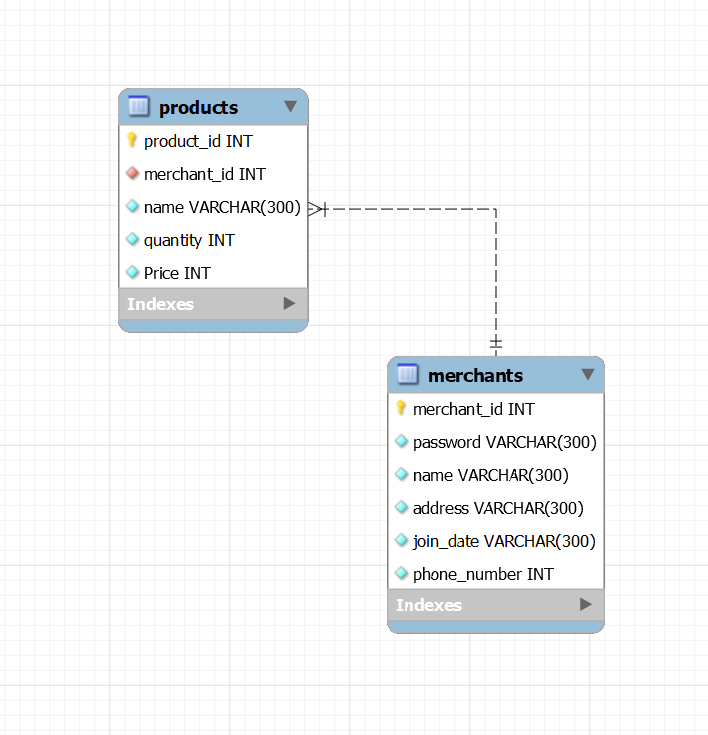 products
product_id INT
merchant_id INT
name VARCHAR(300)
quantity INT
Price INT
Indexes
merchants
merchant_id INT
password VARCHAR(300)
name VARCHAR(300)
address VARCHAR(300)
join_date VARCHAR(300)
phone_number INT
Indexes